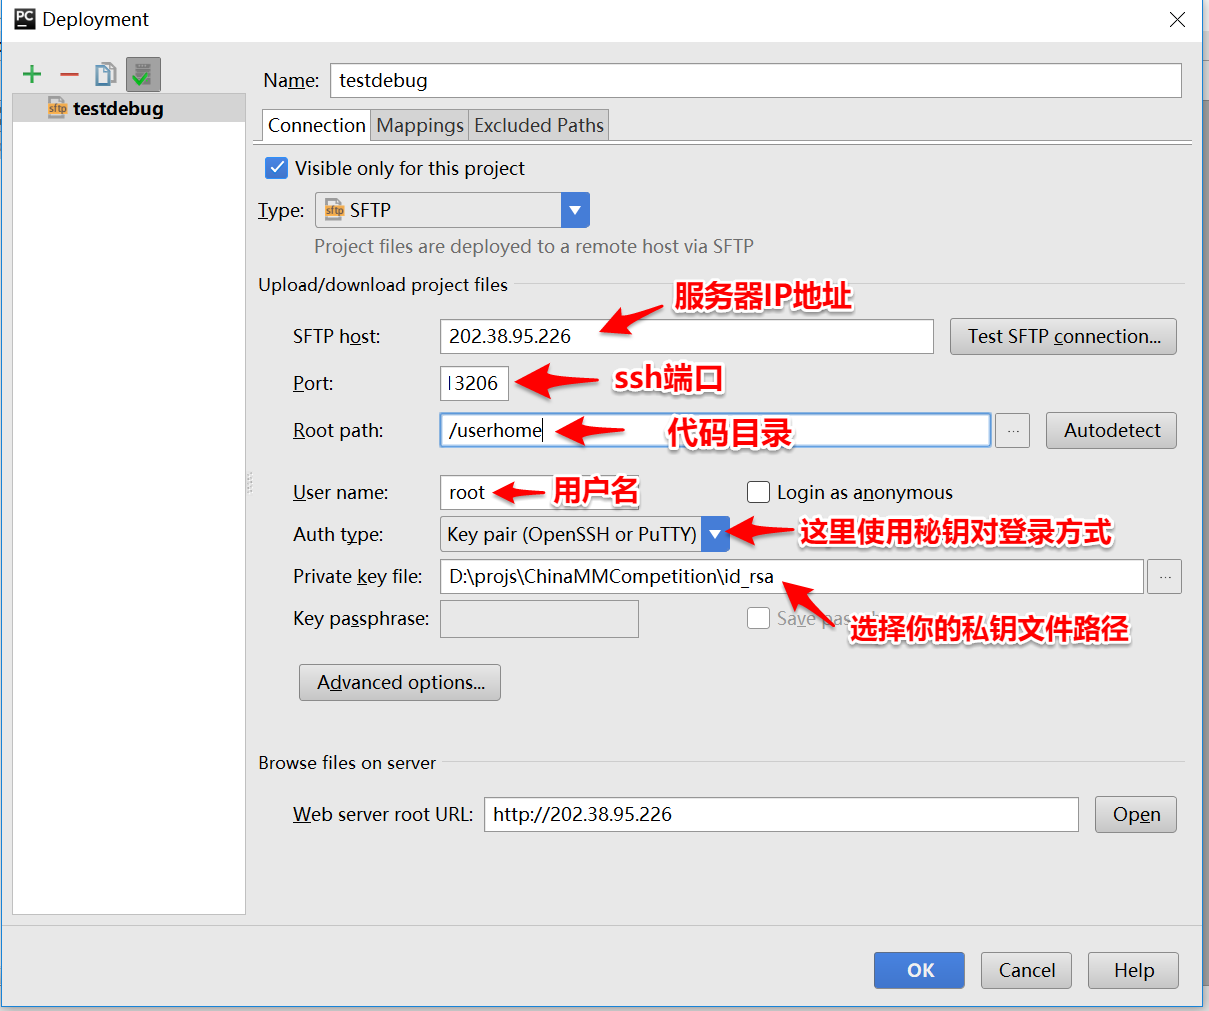 PC Deployment
Name: testdebug
sftp testdebug
Connection Mappings Excluded Paths
Visible only for this project
Type: sftp SFTP
Project files are deployed to a remote host via SFTP
Upload/download project files
服务器IP地址
SFTP host: 202.38.95.226 Test SFTP connection...
Port: 3206 ssh端口
Root path: /userhome 代码目录 ... Autodetect
User name: root 用户名 Login as anonymous
Auth type: Key pair (OpenSSH or PuTTY) 这里使用秘钥对登录方式
Private key file: D:\projs\ChinaMMCompetition\id_rsa ...
Key passphrase: Save
选择你的私钥文件路径
Advanced options...
Browse files on server
Web server root URL: http://202.38.95.226 Open
OK Cancel Help